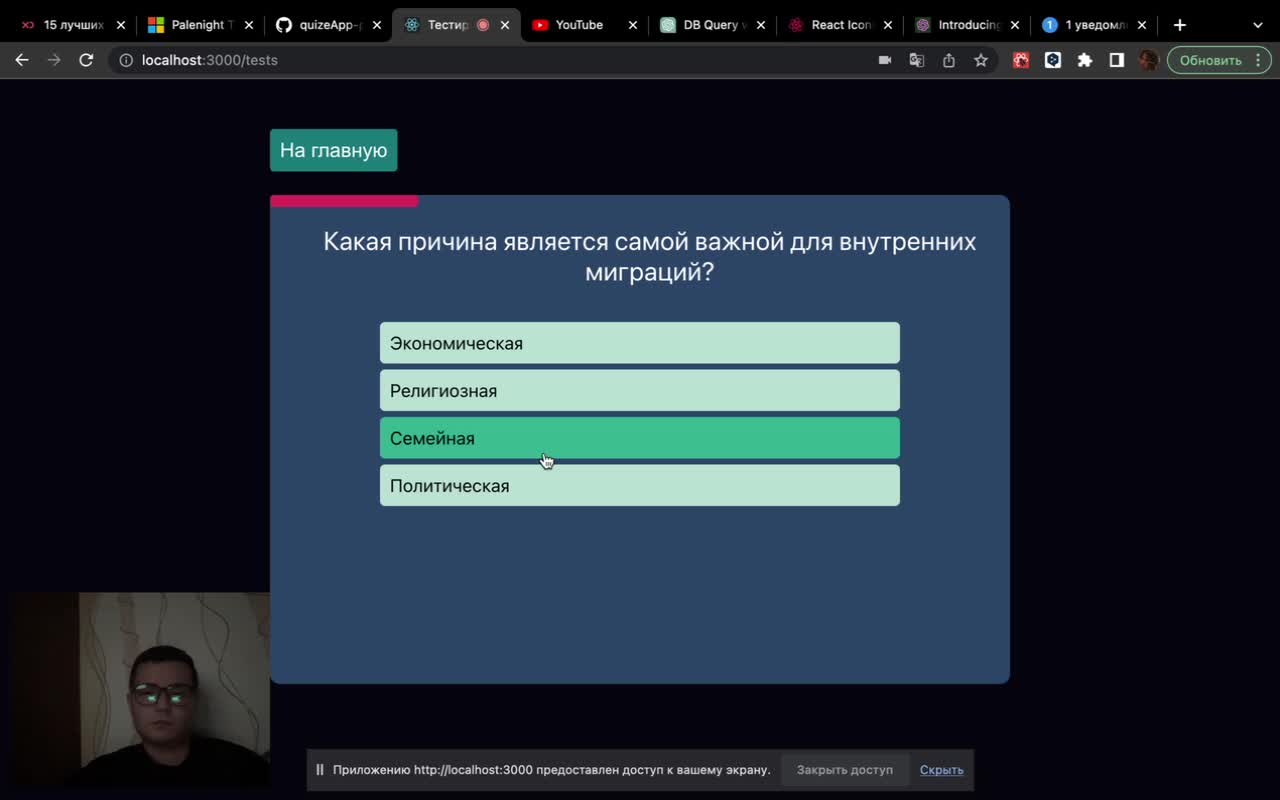 15 лучших
Palenight T
quizeApp-
Тестир
YouTube
DB Query
React Icon
Introducing
1 уведомл
localhost:3000/tests
Обновить
На главную
Какая причина является самой важной для внутренних
миграций?
Экономическая
Религиозная
Семейная
Политическая
Приложению http://localhost:3000 предоставлен доступ к вашему экрану.
Закрыть доступ
Скрыть